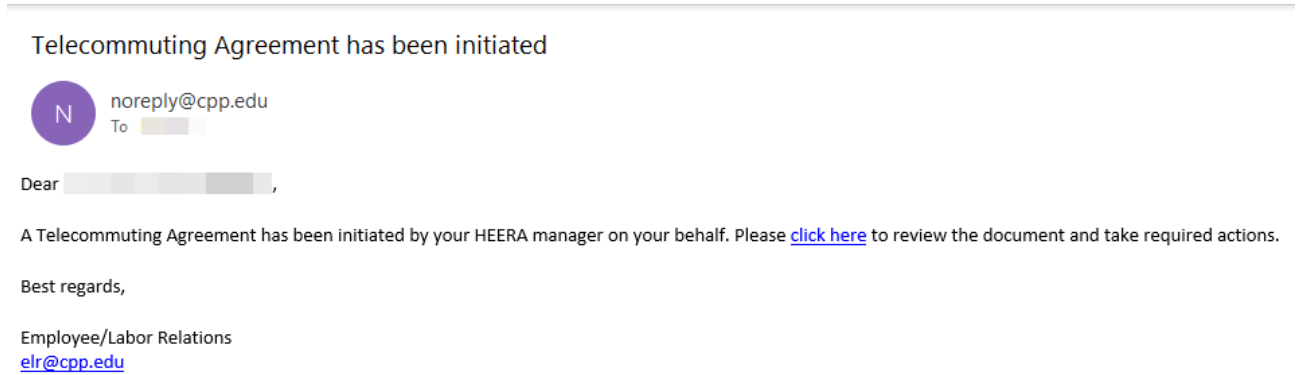 Telecommuting Agreement has been initiated
N
noreply@cpp.edu
To
Dear ,
A Telecommuting Agreement has been initiated by your HEERA manager on your behalf. Please click here to review the document and take required actions.
Best regards,
Employee/Labor Relations
elr@cpp.edu